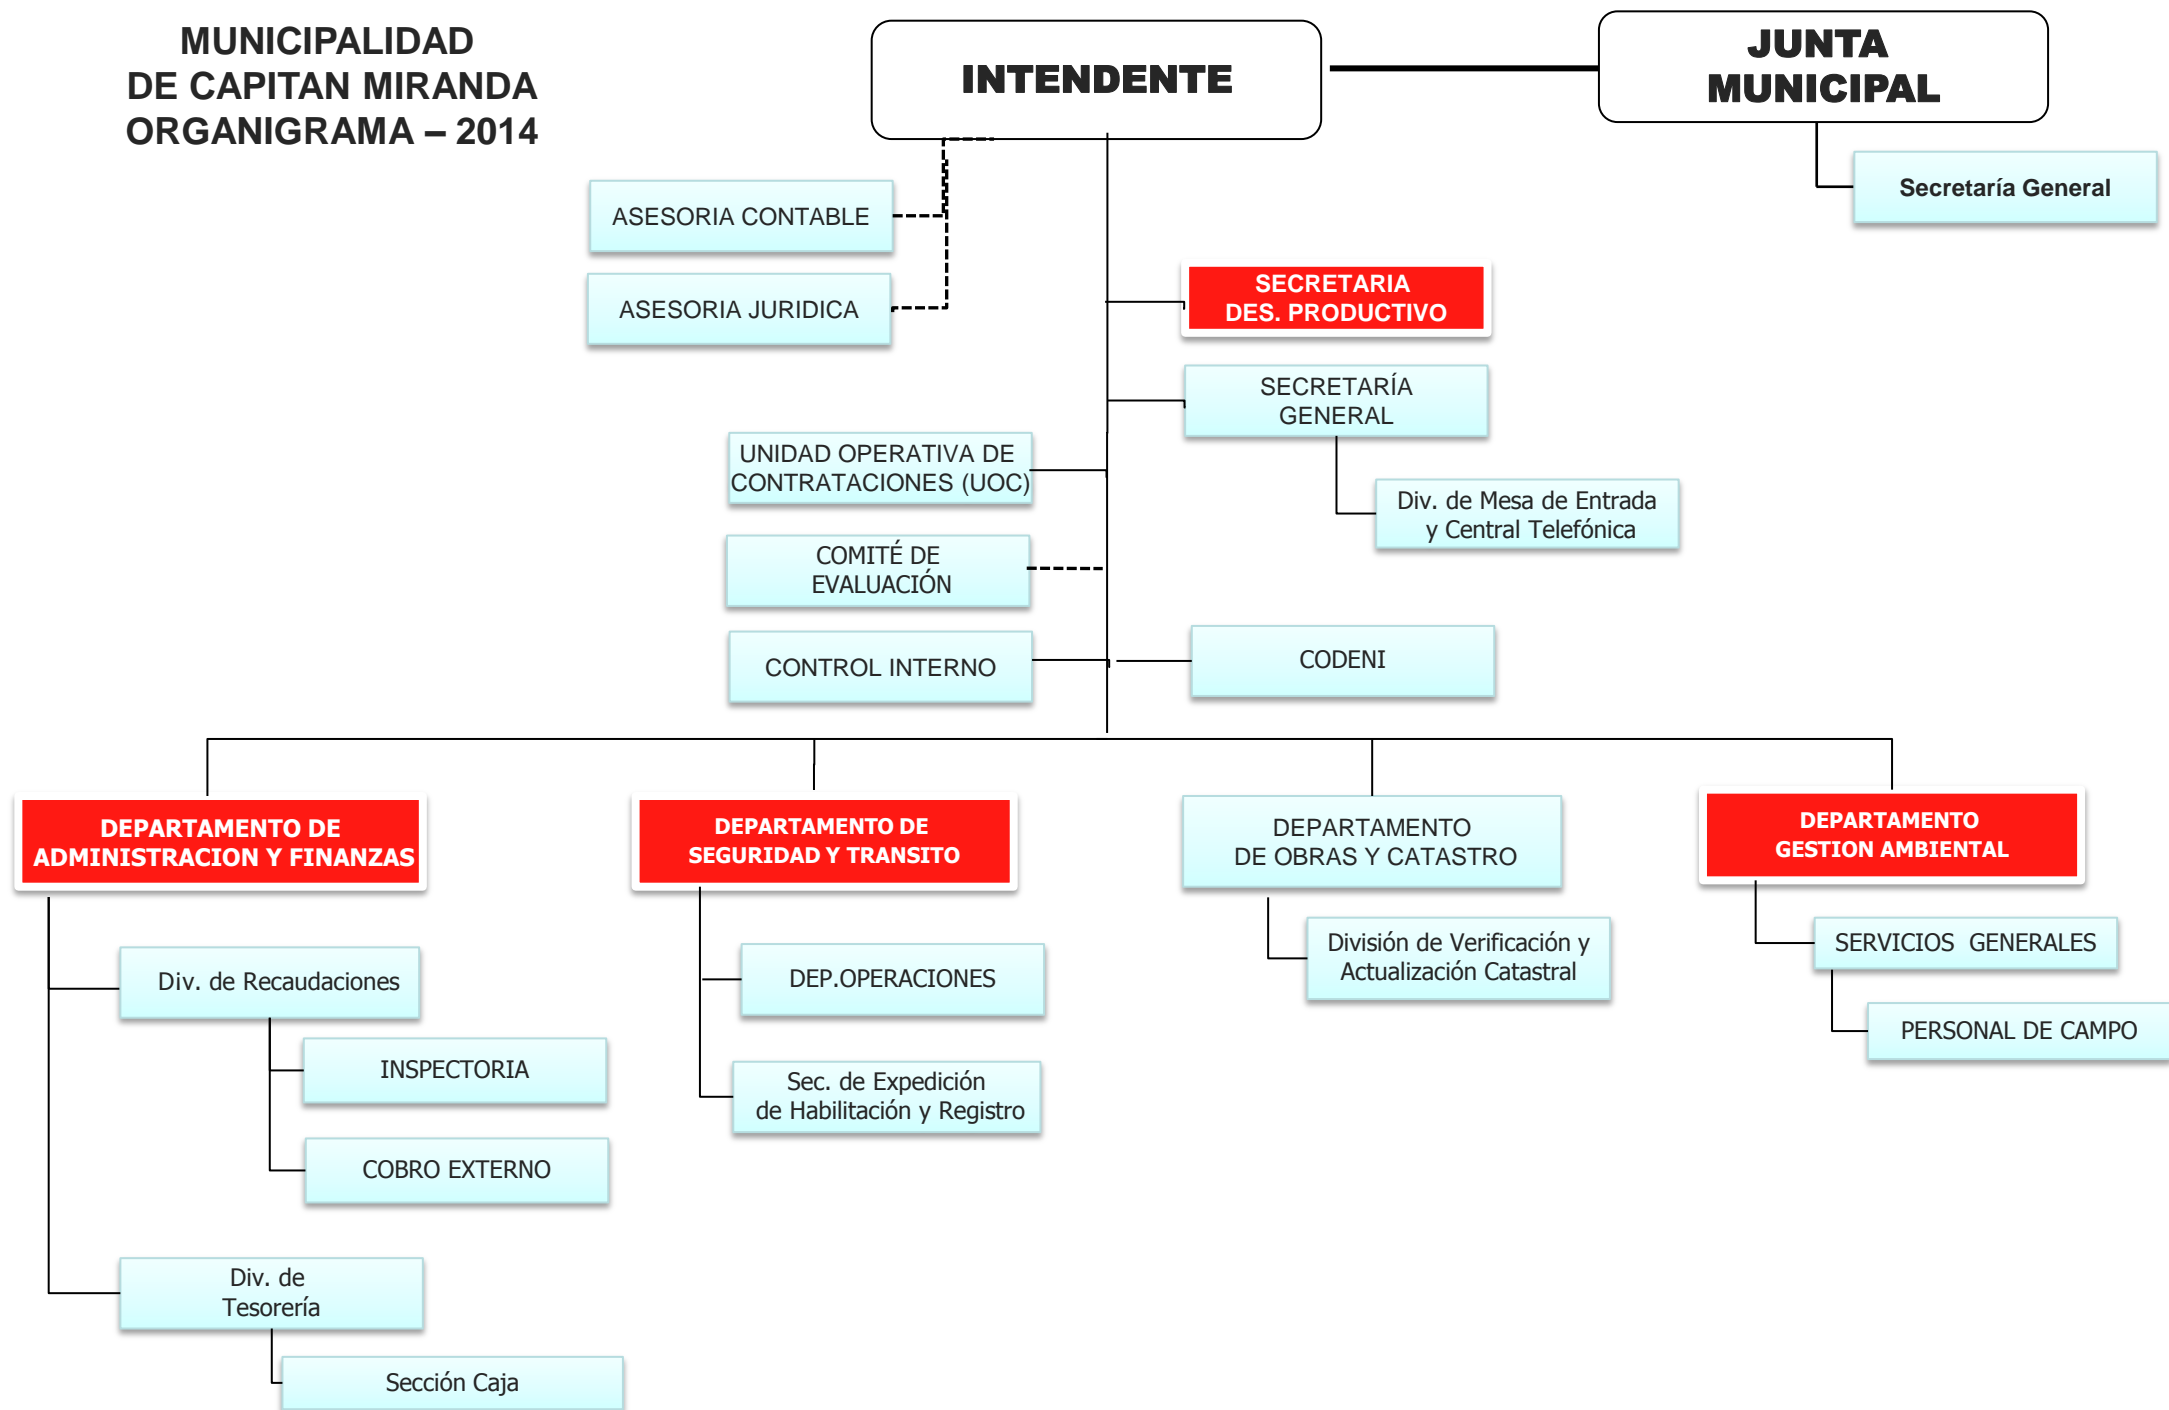 MUNICIPALIDAD
DE CAPITAN MIRANDA
ORGANIGRAMA – 2014
INTENDENTE
JUNTA
MUNICIPAL
Secretaría General
ASESORIA CONTABLE
ASESORIA JURIDICA
SECRETARIA
DES. PRODUCTIVO
SECRETARÍA
GENERAL
UNIDAD OPERATIVA DE
CONTRATACIONES (UOC)
Div. de Mesa de Entrada
y Central Telefónica
COMITÉ DE
EVALUACIÓN
CONTROL INTERNO
CODENI
DEPARTAMENTO DE
ADMINISTRACION Y FINANZAS
DEPARTAMENTO DE
SEGURIDAD Y TRANSITO
DEPARTAMENTO
DE OBRAS Y CATASTRO
DEPARTAMENTO
GESTION AMBIENTAL
Div. de Recaudaciones
INSPECTORIA
COBRO EXTERNO
Div. de
Tesorería
Sección Caja
DEP.OPERACIONES
Sec. de Expedición
de Habilitación y Registro
División de Verificación y
Actualización Catastral
SERVICIOS  GENERALES
PERSONAL DE CAMPO